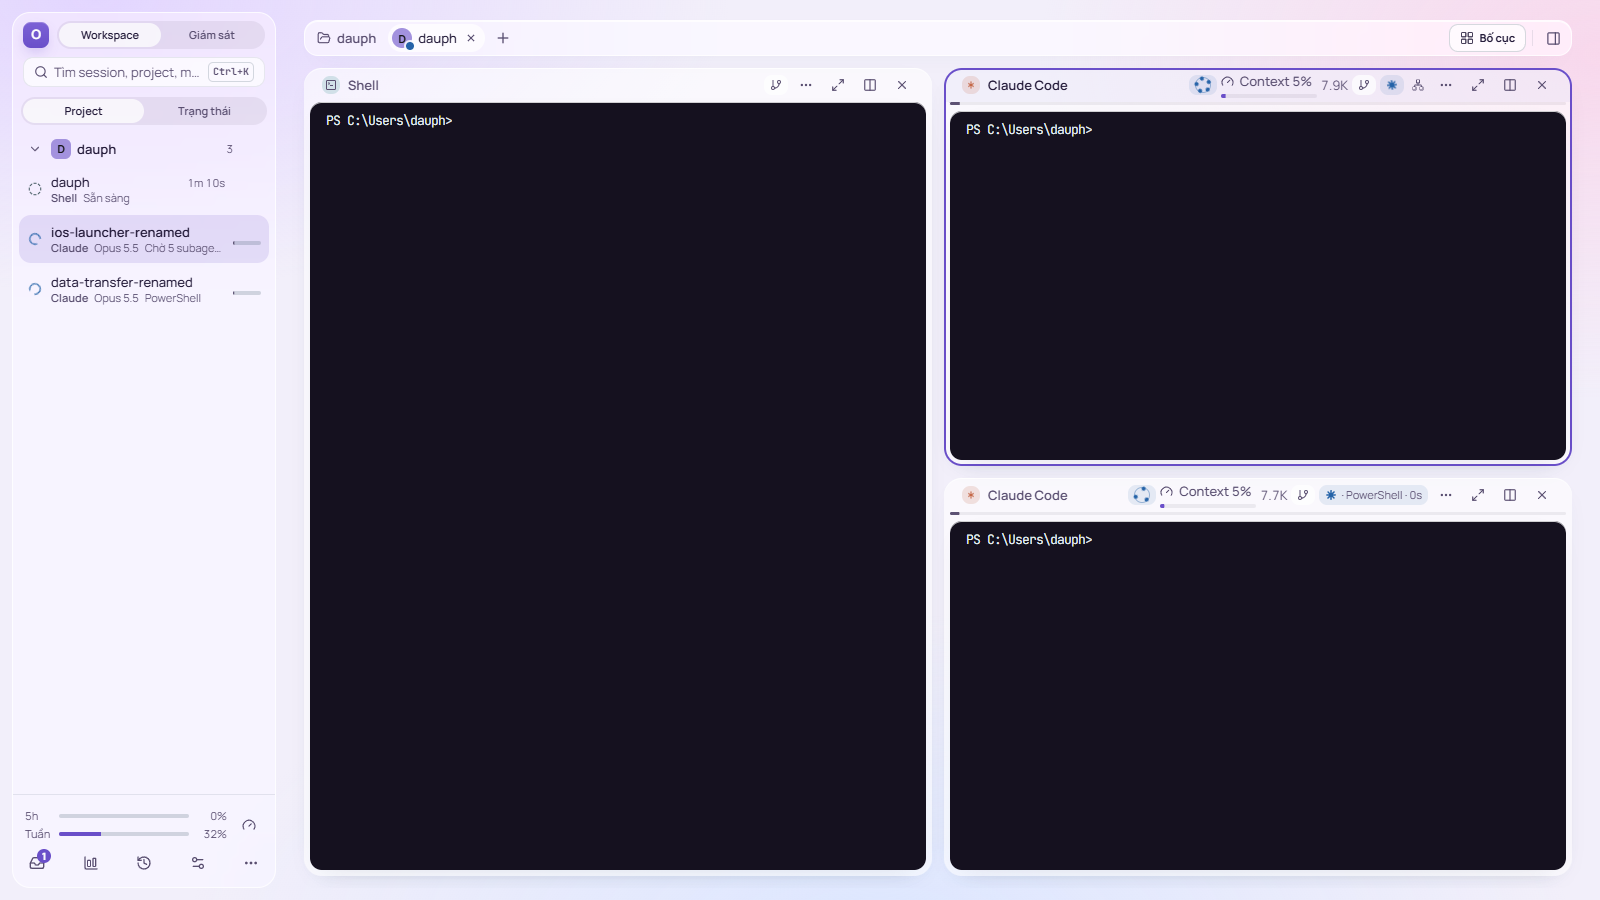 O Workspace Giám sát
Tìm session, project, m... Ctrl+K
Project Trạng thái
D dauph 3
dauph 1m 10s
Shell Sẵn sàng
ios-launcher-renamed
Claude Opus 5.5 Chờ 5 subage...
data-transfer-renamed
Claude Opus 5.5 PowerShell
5h 0%
Tuần 32%
1
dauph D dauph
Bố cục
Shell
PS C:\Users\dauph>
Claude Code Context 5% 7.9K
PS C:\Users\dauph>
Claude Code Context 5% 7.7K · PowerShell · 0s
PS C:\Users\dauph>